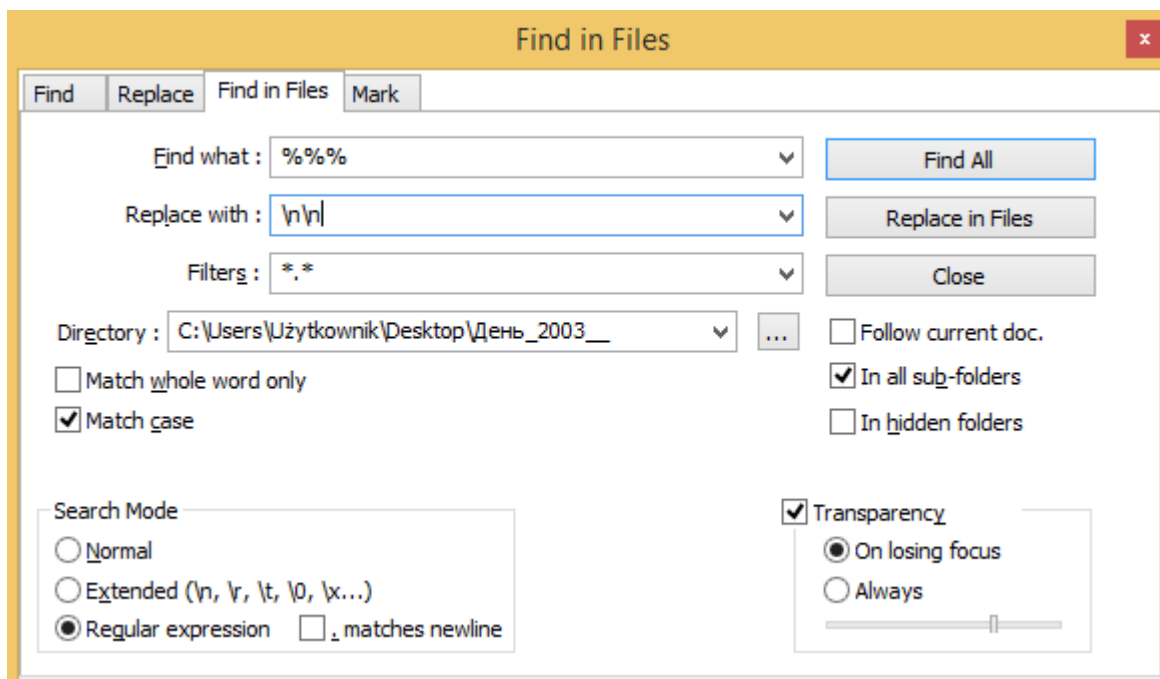 Find in Files
x
Find Replace Find in Files Mark
Find what : %%% Find All
Replace with : \n\n Replace in Files
Filters : *.* Close
Directory : C:\Users\Użytkownik\Desktop\День_2003__ ... Follow current doc.
Match whole word only In all sub-folders
Match case In hidden folders
Search Mode Transparency
Normal On losing focus
Extended (\n, \r, \t, \0, \x...) Always
Regular expression . matches newline